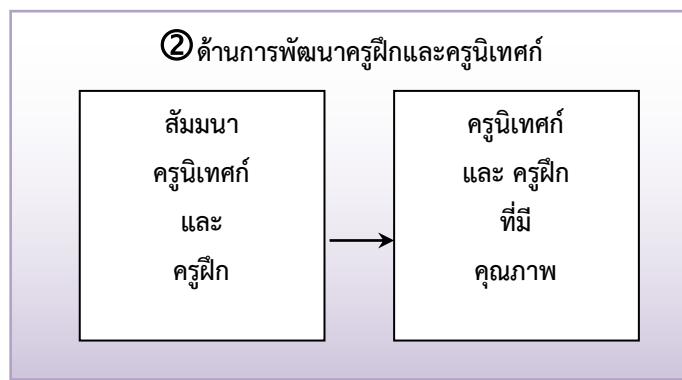 ② ด้านการพัฒนาครูฝึกและครูนิเทศก์
สัมมนา
ครูนิเทศก์
และ
ครูฝึก
ครูนิเทศก์
และ ครูฝึก
ที่มี
คุณภาพ